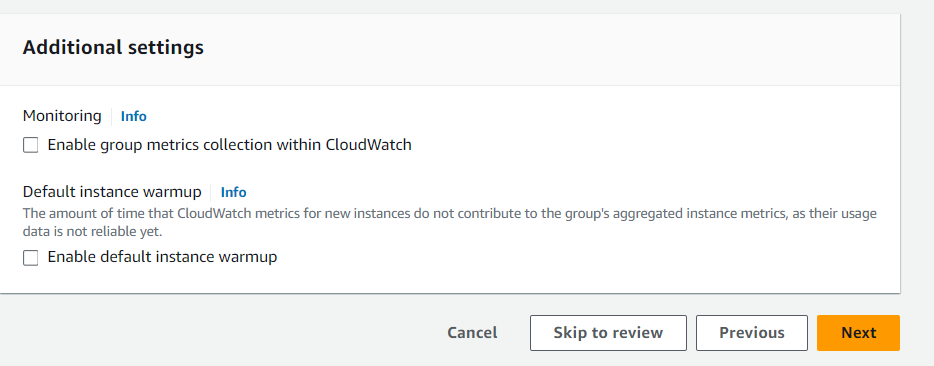 Additional settings
Monitoring Info
Enable group metrics collection within CloudWatch
Default instance warmup Info
The amount of time that CloudWatch metrics for new instances do not contribute to the group's aggregated instance metrics, as their usage
data is not reliable yet.
Enable default instance warmup
Cancel Skip to review Previous Next